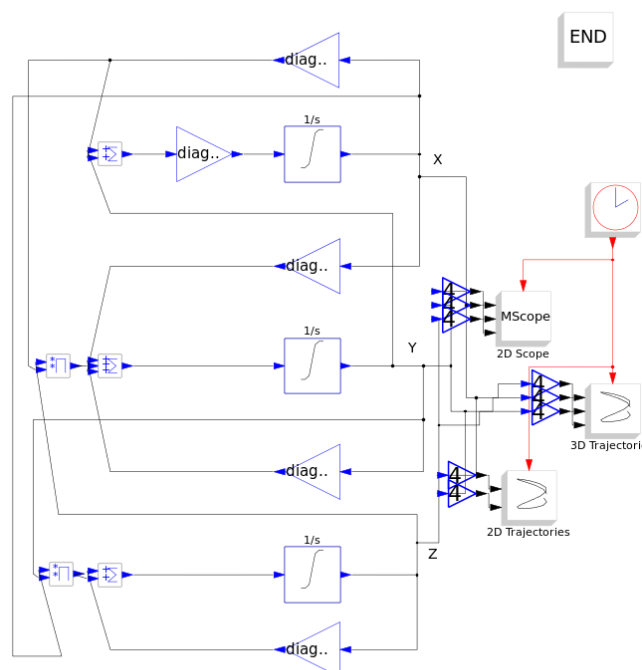 END
diag..
1/s
diag..
X
diag..
4
4
4
MScope
2D Scope
1/s
Y
4
4
4
3D Trajectori
diag..
4
4
2D Trajectories
1/s
Z
diag..